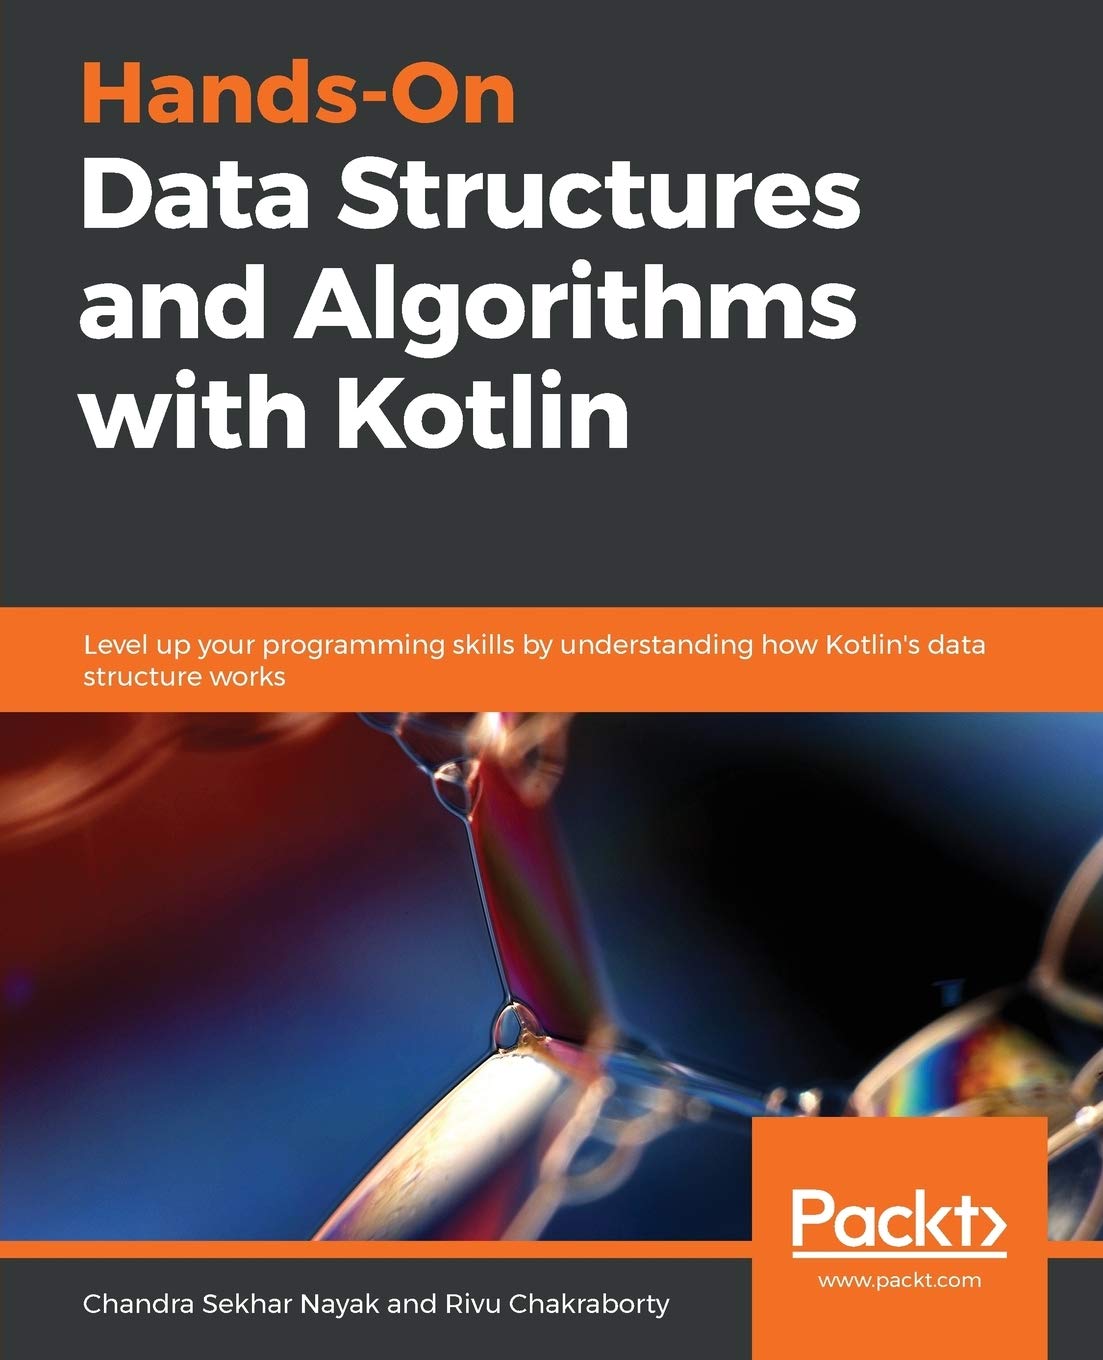 Hands-On
Data Structures
and Algorithms
with Kotlin
Level up your programming skills by understanding how Kotlin's data
structure works
Packt
www.packt.com
Chandra Sekhar Nayak and Rivu Chakraborty